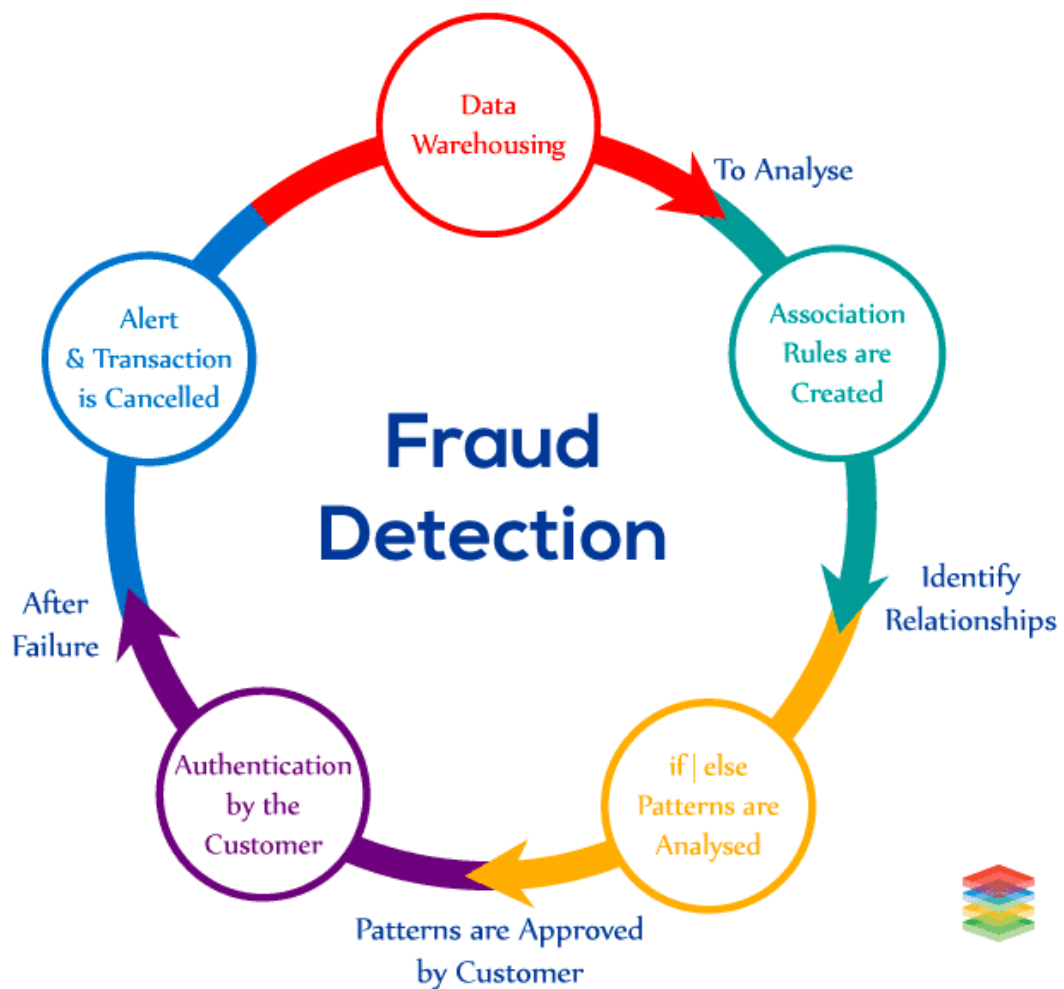 Data
Warehousing
To Analyse
Association
Rules are
Created
Identify
Relationships
if | else
Patterns are
Analysed
Patterns are Approved
by Customer
Authentication
by the
Customer
After
Failure
Alert
& Transaction
is Cancelled
Fraud
Detection